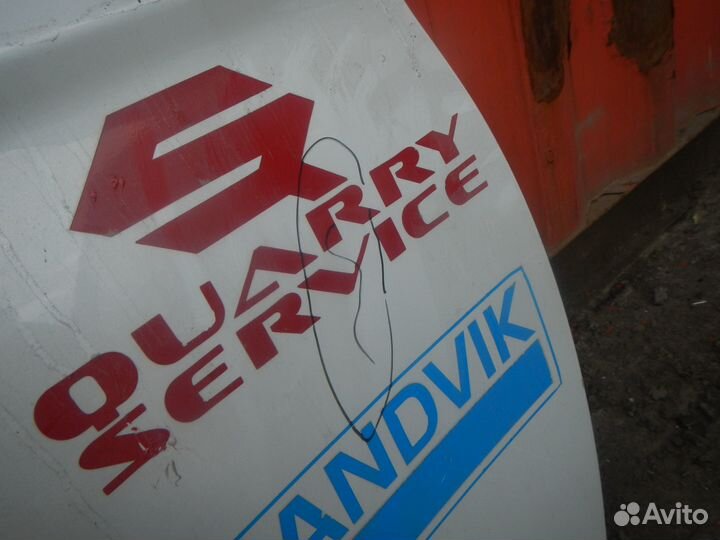 QUARRY
SERVICE
ANDVIK
Avito